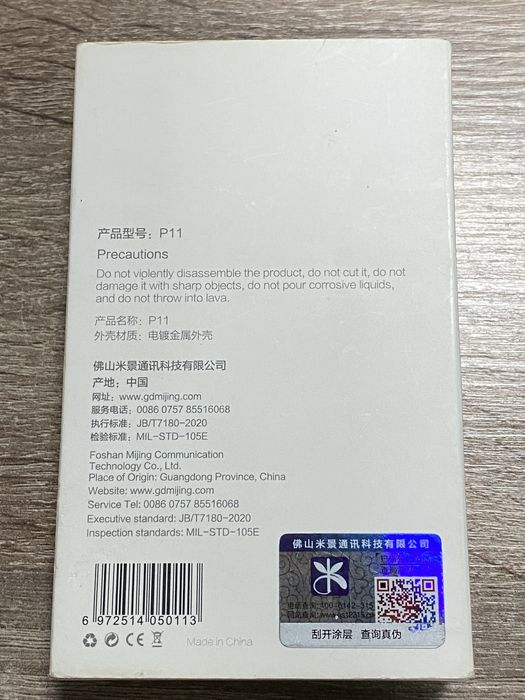 产品型号：P11
Precautions
Do not viplently disassemble the product, do not cut it, do not
damage it with sharp objects, do not pour corrosive liquids,
and do not throw into lava.
产品名称：P11
外壳材质：电镀金属外壳
佛山米景通讯科技有限公司
产地：中国
网址：www.gdmijing.com
服务电话：0086 0757 85516068
执行标准：JB/T7180-2020
检验标准：MIL-STD-105E
Foshan Mijing Communication
Technology Co., Ltd.
Place of Origin: Guangdong Province, China
Website: www.gdmijing.com
Service Tel: 0086 0757 85516068
Executive standard: JB/T7180-2020
Inspection standards: MIL-STD-105E
6 972514 050113
CE
Made in China
佛山米景通讯科技有限公司
刮开涂层 查询真伪